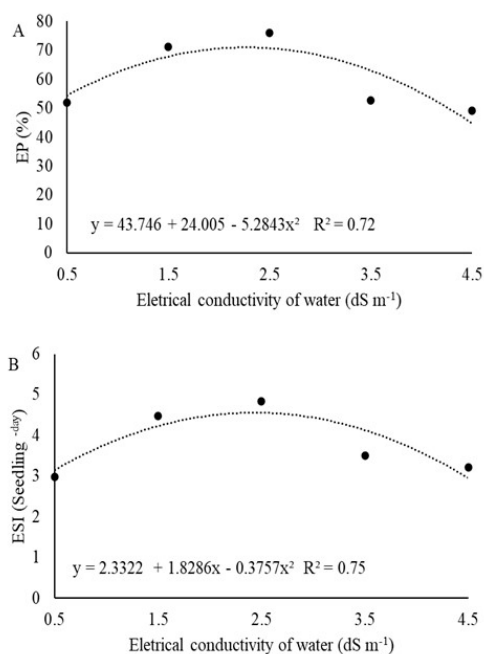 A
80
70
60
50
40
30
20
10
0
EP (%)
y = 43.746 + 24.005 - 5.2843x² R² = 0.72
0.5 1.5 2.5 3.5 4.5
Eletrical conductivity of water (dS m⁻¹)
B
6
5
4
3
2
1
0
ESI (Seedling ⁻ᵈᵃʸ)
y = 2.3322 + 1.8286x - 0.3757x² R² = 0.75
0.5 1.5 2.5 3.5 4.5
Eletrical conductivity of water (dS m⁻¹)